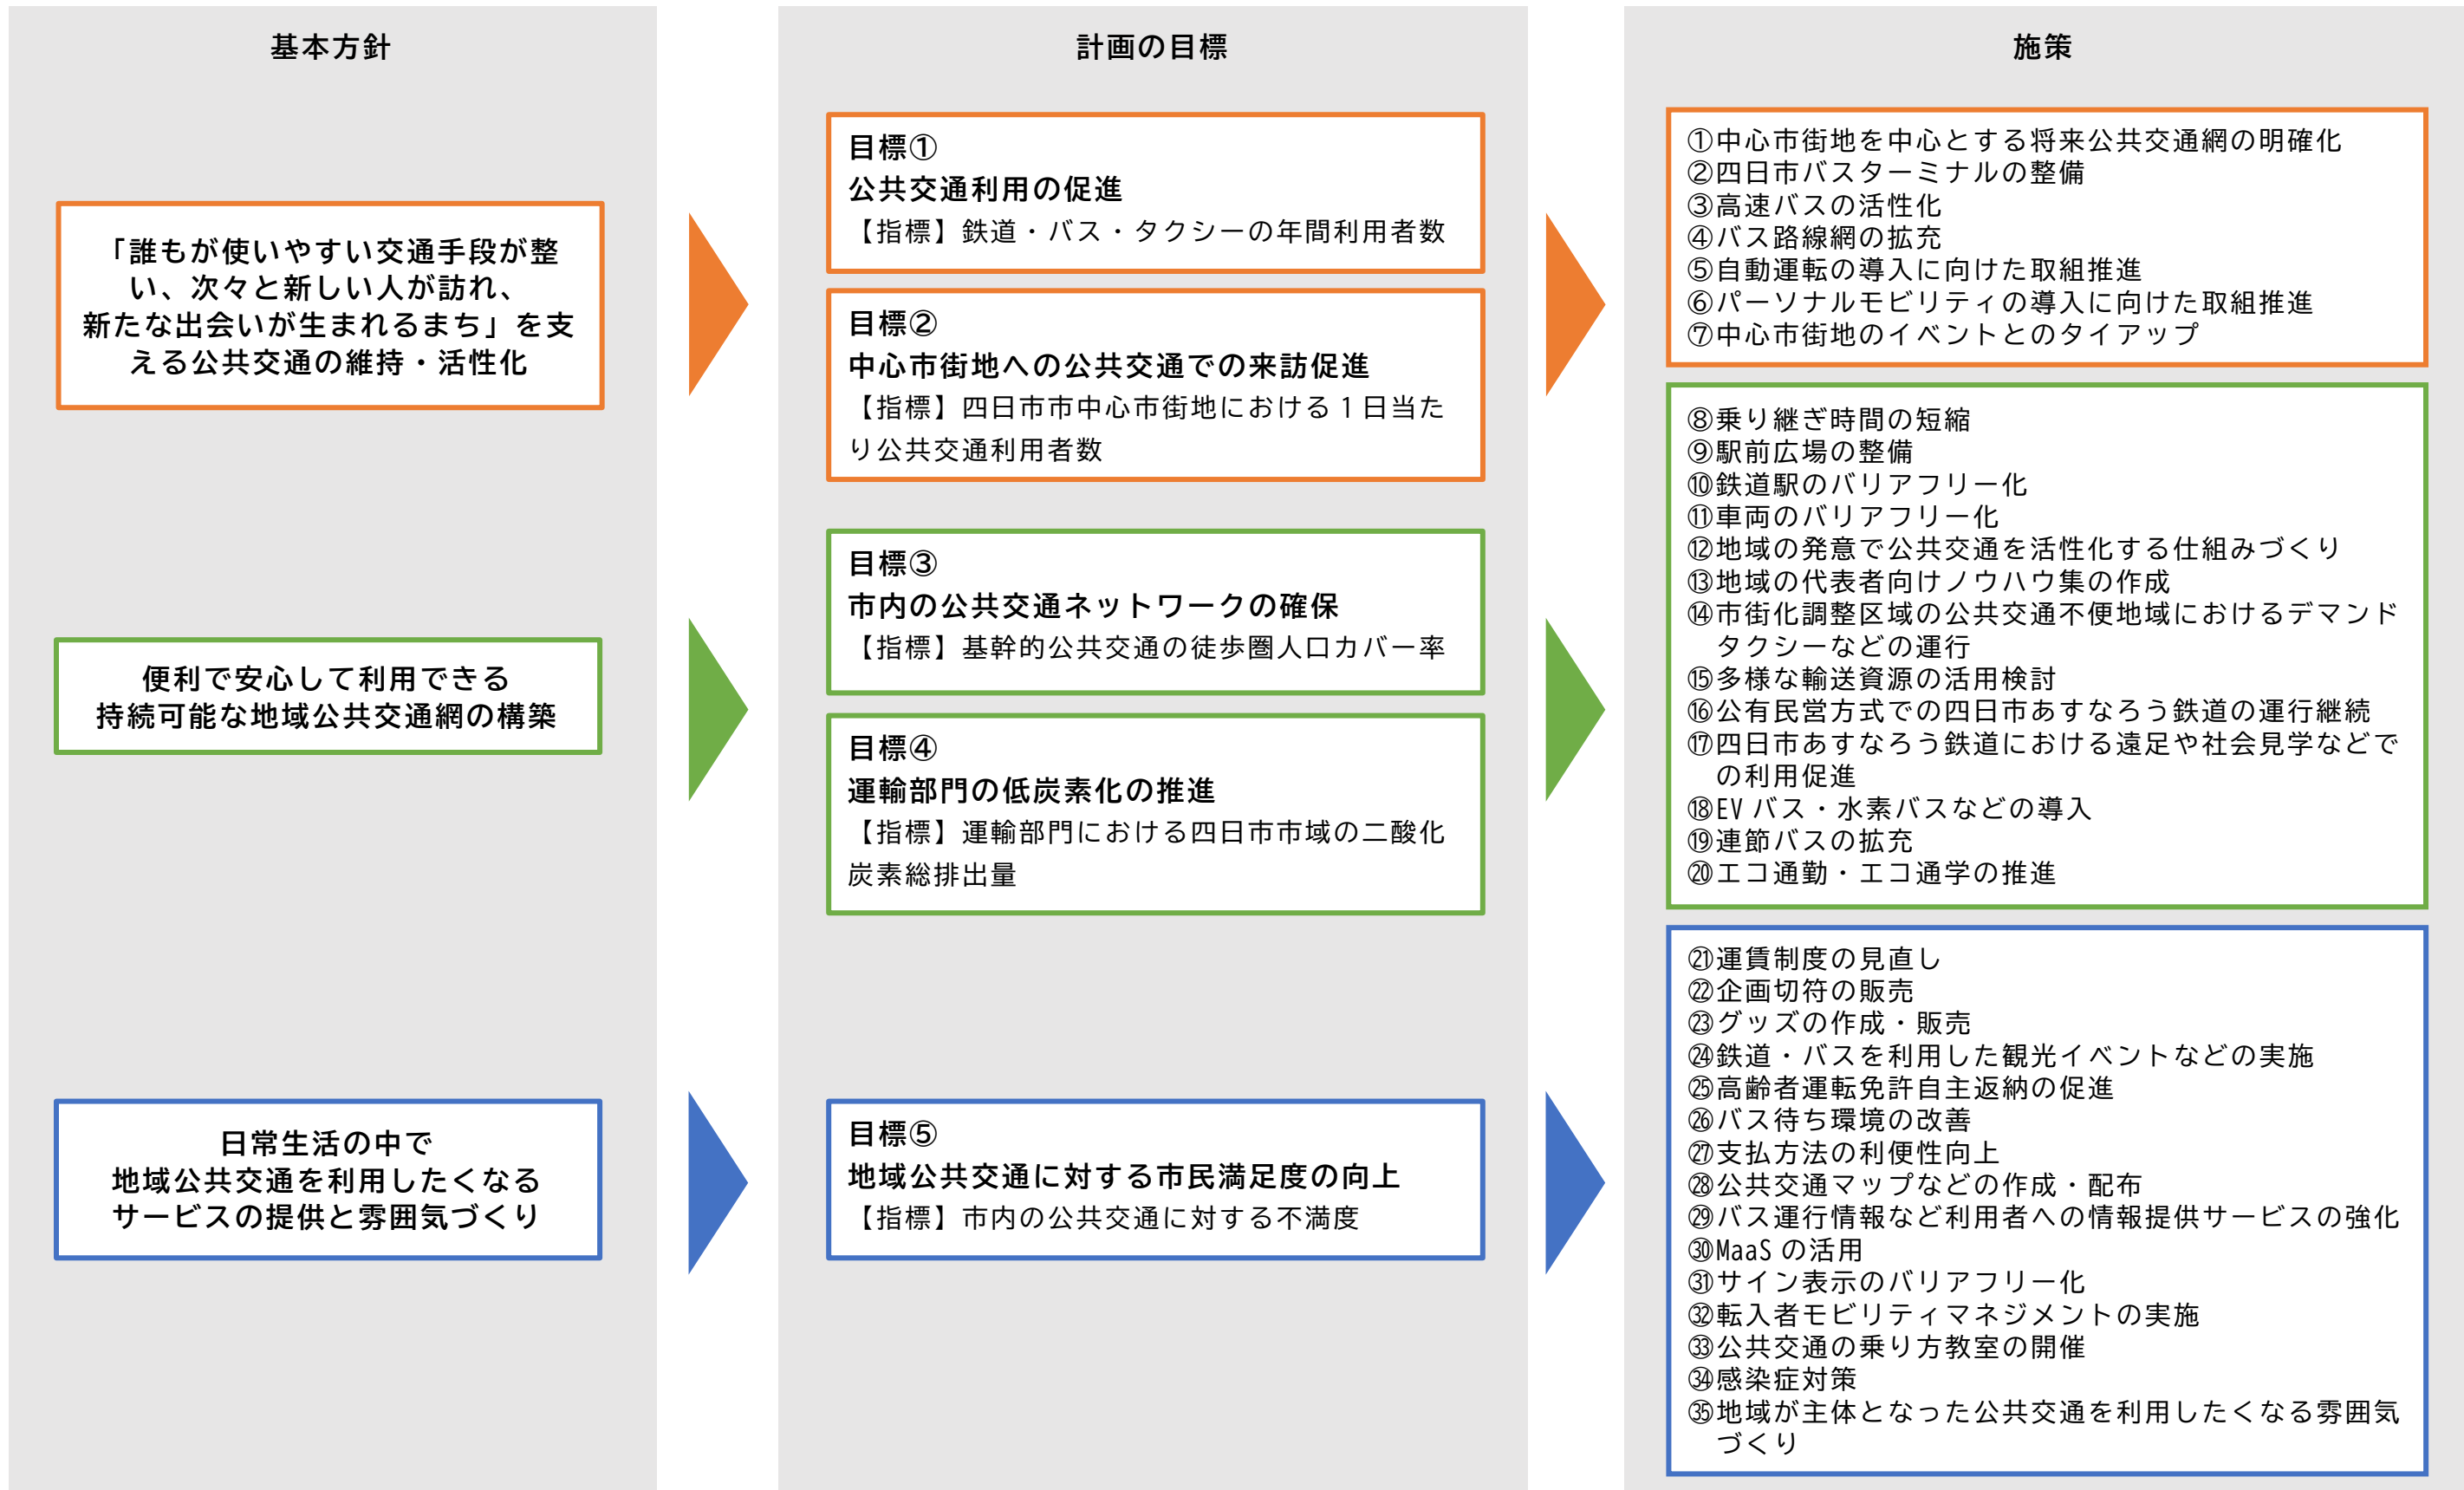 基本方針
「誰もが使いやすい交通手段が整
い、次々と新しい人が訪れ、
新たな出会いが生まれるまち」を支
える公共交通の維持・活性化
便利で安心して利用できる
持続可能な地域公共交通網の構築
日常生活の中で
地域公共交通を利用したくなる
サービスの提供と雰囲気づくり
計画の目標
目標①
公共交通利用の促進
【指標】鉄道・バス・タクシーの年間利用者数
目標②
中心市街地への公共交通での来訪促進
【指標】四日市市中心市街地における１日当た
り公共交通利用者数
目標③
市内の公共交通ネットワークの確保
【指標】基幹的公共交通の徒歩圏人口カバー率
目標④
運輸部門の低炭素化の推進
【指標】運輸部門における四日市市域の二酸化
炭素総排出量
目標⑤
地域公共交通に対する市民満足度の向上
【指標】市内の公共交通に対する不満度
施策
①中心市街地を中心とする将来公共交通網の明確化
②四日市バスターミナルの整備
③高速バスの活性化
④バス路線網の拡充
⑤自動運転の導入に向けた取組推進
⑥パーソナルモビリティの導入に向けた取組推進
⑦中心市街地のイベントとのタイアップ
⑧乗り継ぎ時間の短縮
⑨駅前広場の整備
⑩鉄道駅のバリアフリー化
⑪車両のバリアフリー化
⑫地域の発意で公共交通を活性化する仕組みづくり
⑬地域の代表者向けノウハウ集の作成
⑭市街化調整区域の公共交通不便地域におけるデマンド
タクシーなどの運行
⑮多様な輸送資源の活用検討
⑯公有民営方式での四日市あすなろう鉄道の運行継続
⑰四日市あすなろう鉄道における遠足や社会見学などで
の利用促進
⑱EVバス・水素バスなどの導入
⑲連節バスの拡充
⑳エコ通勤・エコ通学の推進
㉑運賃制度の見直し
㉒企画切符の販売
㉓グッズの作成・販売
㉔鉄道・バスを利用した観光イベントなどの実施
㉕高齢者運転免許自主返納の促進
㉖バス待ち環境の改善
㉗支払方法の利便性向上
㉘公共交通マップなどの作成・配布
㉙バス運行情報など利用者への情報提供サービスの強化
㉚MaaSの活用
㉛サイン表示のバリアフリー化
㉜転入者モビリティマネジメントの実施
㉝公共交通の乗り方教室の開催
㉞感染症対策
㉟地域が主体となった公共交通を利用したくなる雰囲気
づくり